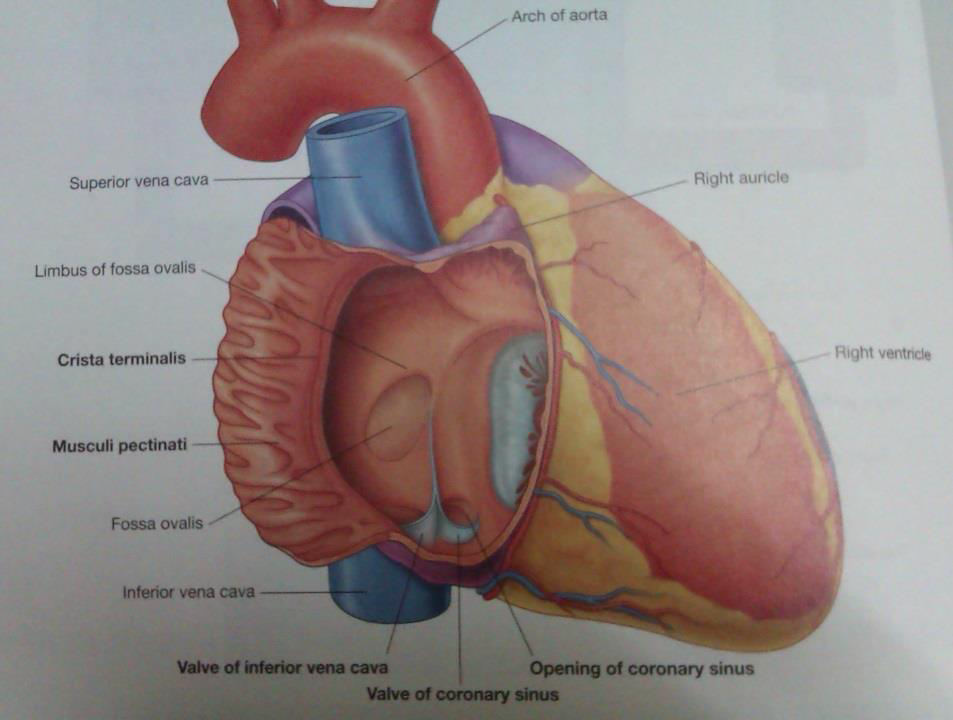 Arch of aorta
Superior vena cava
Right auricle
Limbus of fossa ovalis
Crista terminalis
Right ventricle
Musculi pectinati
Fossa ovalis
Inferior vena cava
Valve of inferior vena cava
Opening of coronary sinus
Valve of coronary sinus